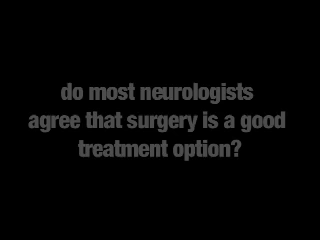 do most neurologists
agree that surgery is a good
treatment option?